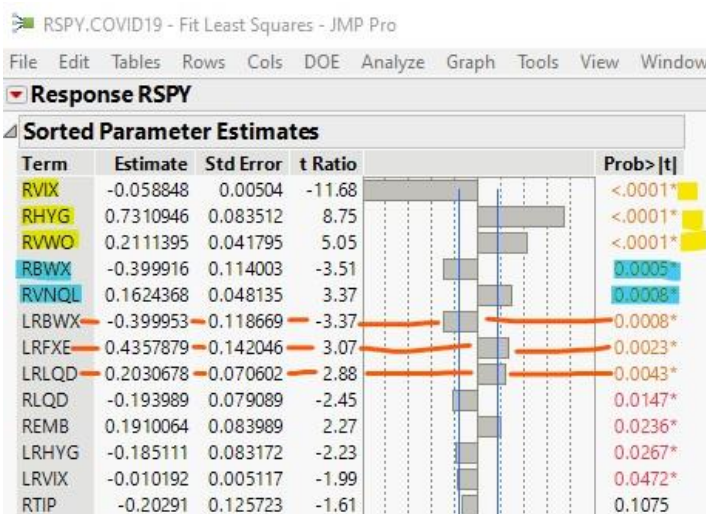 RSPY.COVID19 - Fit Least Squares - JMP Pro
File Edit Tables Rows Cols DOE Analyze Graph Tools View Window
Response RSPY
Sorted Parameter Estimates
Term Estimate Std Error t Ratio Prob>|t|
RVIX -0.058848 0.00504 -11.68 <.0001*
RHYG 0.7310946 0.083512 8.75 <.0001*
RVWO 0.2111395 0.041795 5.05 <.0001*
RBWX -0.399916 0.114003 -3.51 0.0005*
RVNQL 0.1624368 0.048135 3.37 0.0008*
LRBWX -0.399953 0.118669 -3.37 0.0008*
LRFXE 0.4357879 0.142046 3.07 0.0023*
LRLQD 0.2030678 0.070602 2.88 0.0043*
RLQD -0.193989 0.079089 -2.45 0.0147*
REMB 0.1910064 0.083989 2.27 0.0236*
LRHYG -0.185111 0.083172 -2.23 0.0267*
LRVIX -0.010192 0.005117 -1.99 0.0472*
RTIP -0.20291 0.125723 -1.61 0.1075